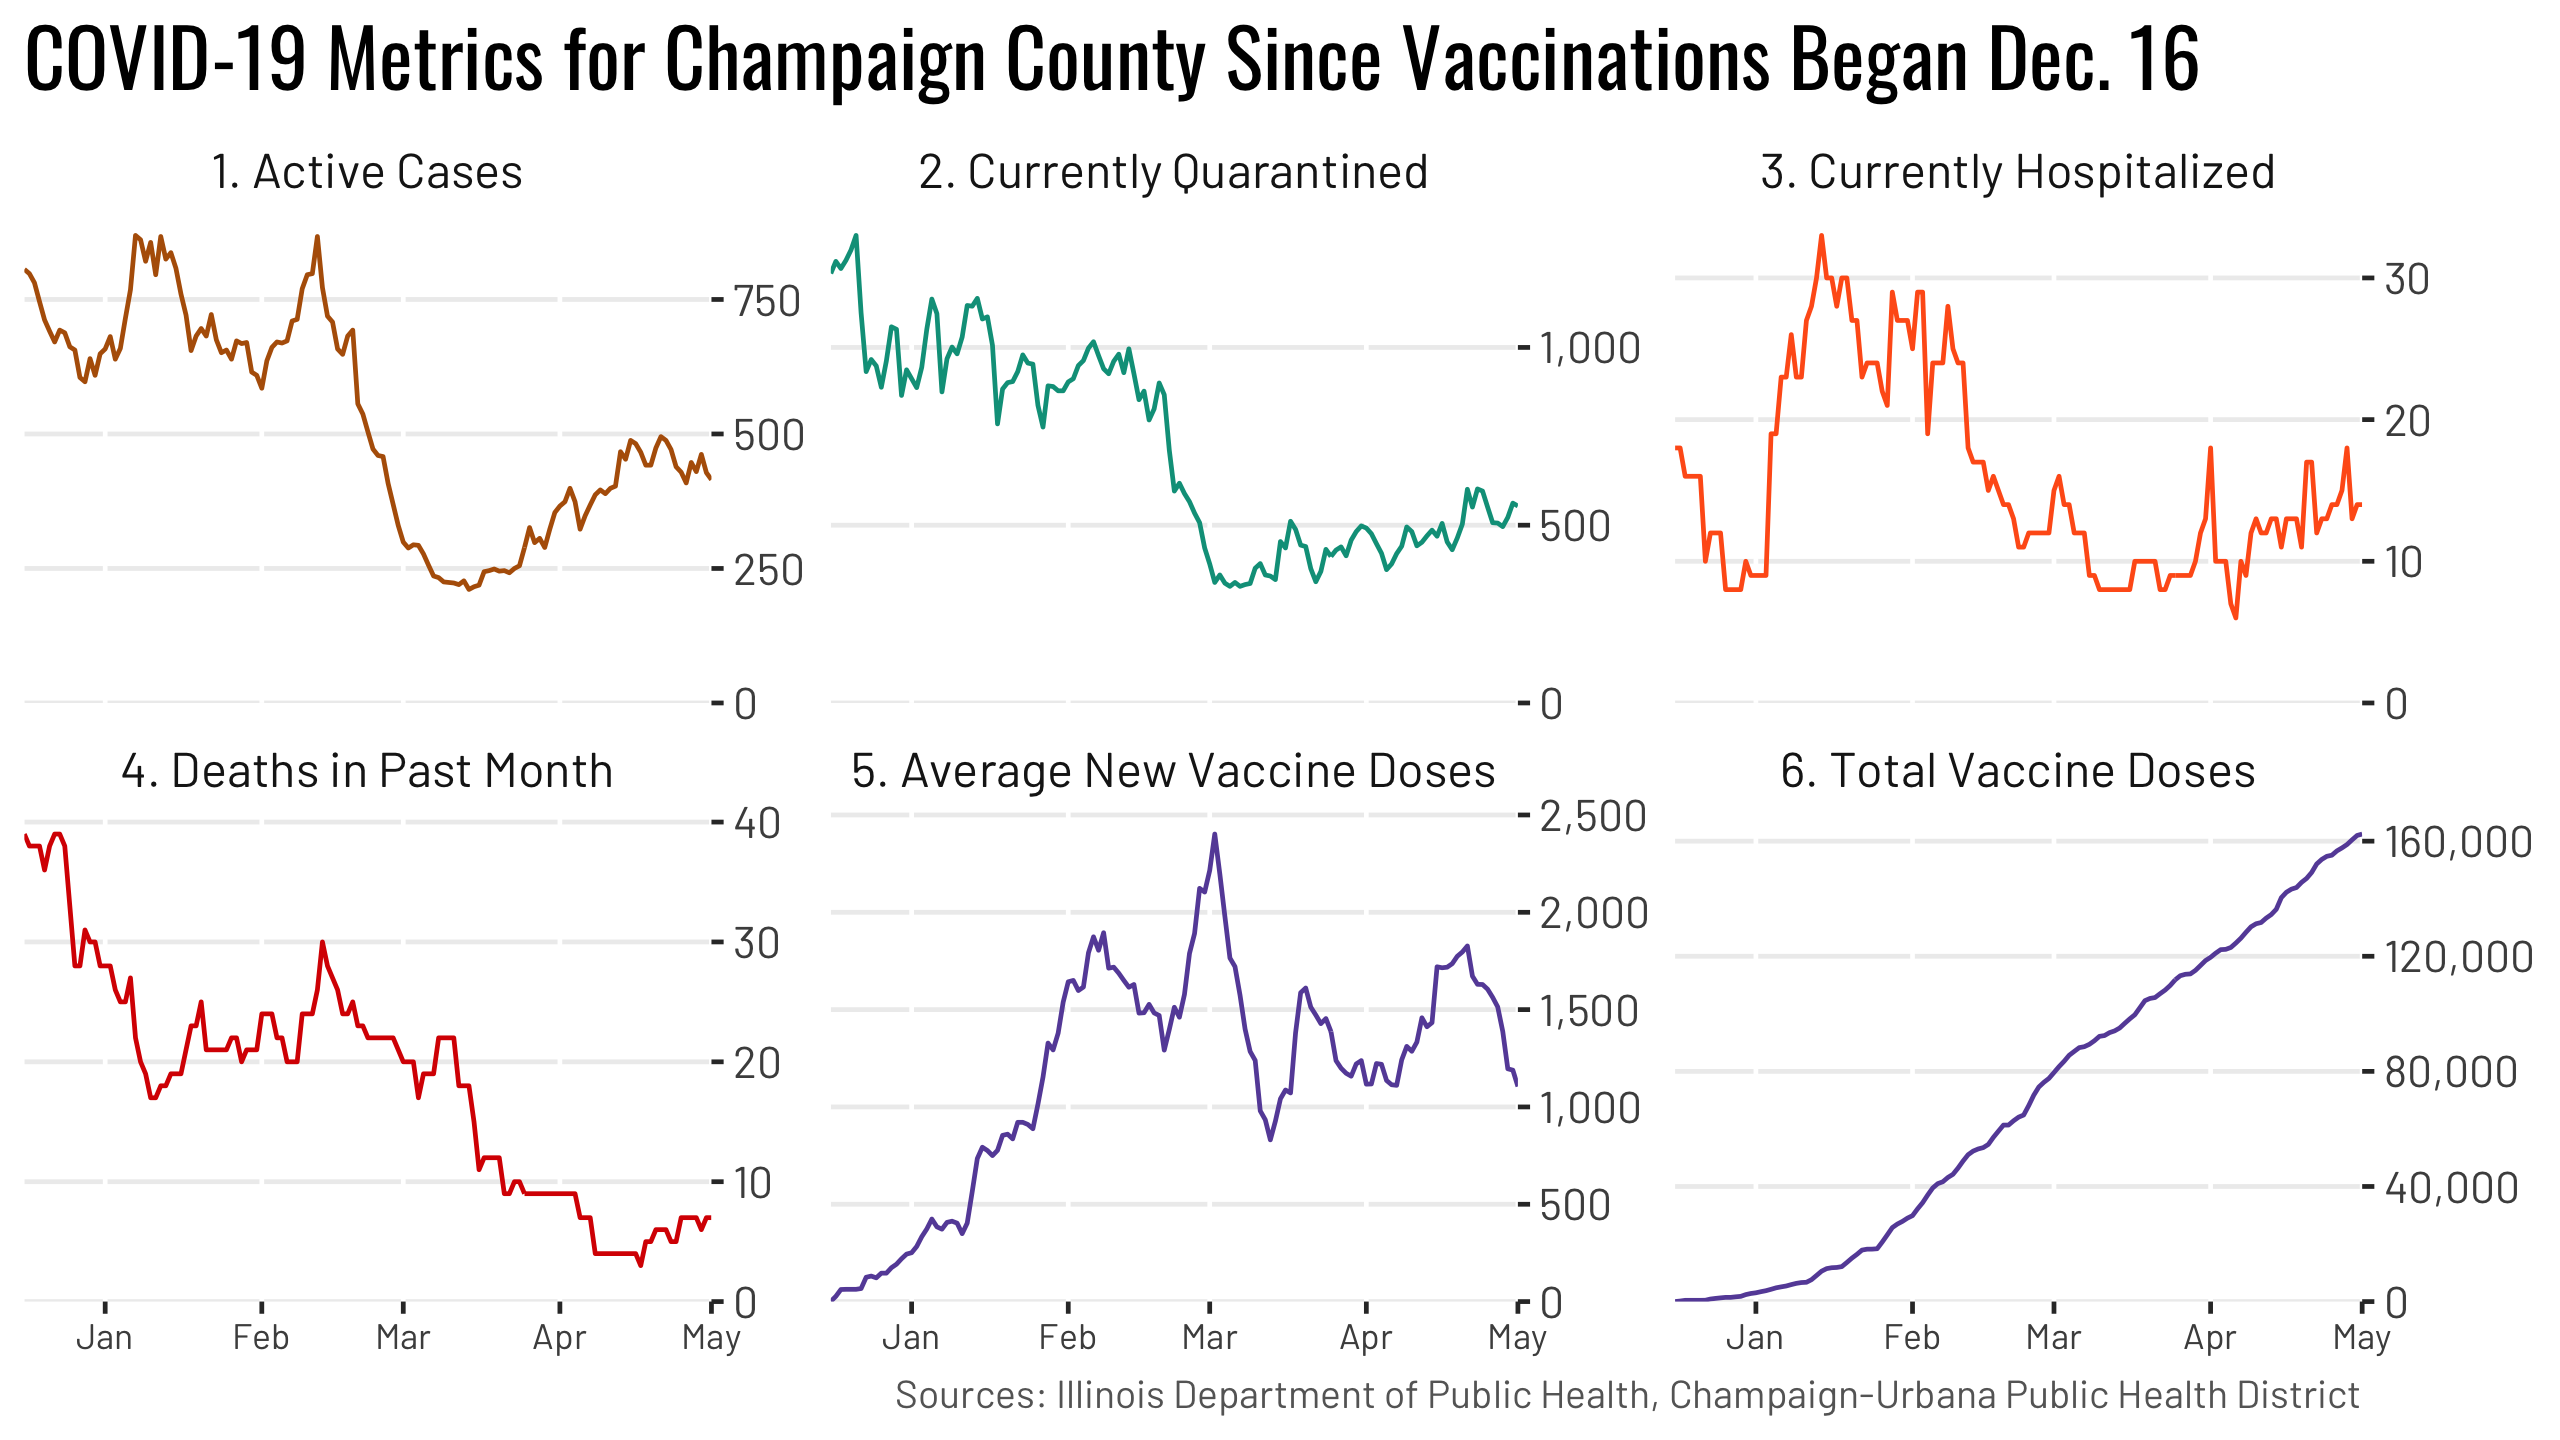 COVID-19 Metrics for Champaign County Since Vaccinations Began Dec. 16
1. Active Cases
750
500
250
0
2. Currently Quarantined
1,000
500
0
3. Currently Hospitalized
30
20
10
0
4. Deaths in Past Month
40
30
20
10
0
Jan Feb Mar Apr May
5. Average New Vaccine Doses
2,500
2,000
1,500
1,000
500
0
Jan Feb Mar Apr May
6. Total Vaccine Doses
160,000
120,000
80,000
40,000
0
Jan Feb Mar Apr May
Sources: Illinois Department of Public Health, Champaign-Urbana Public Health District